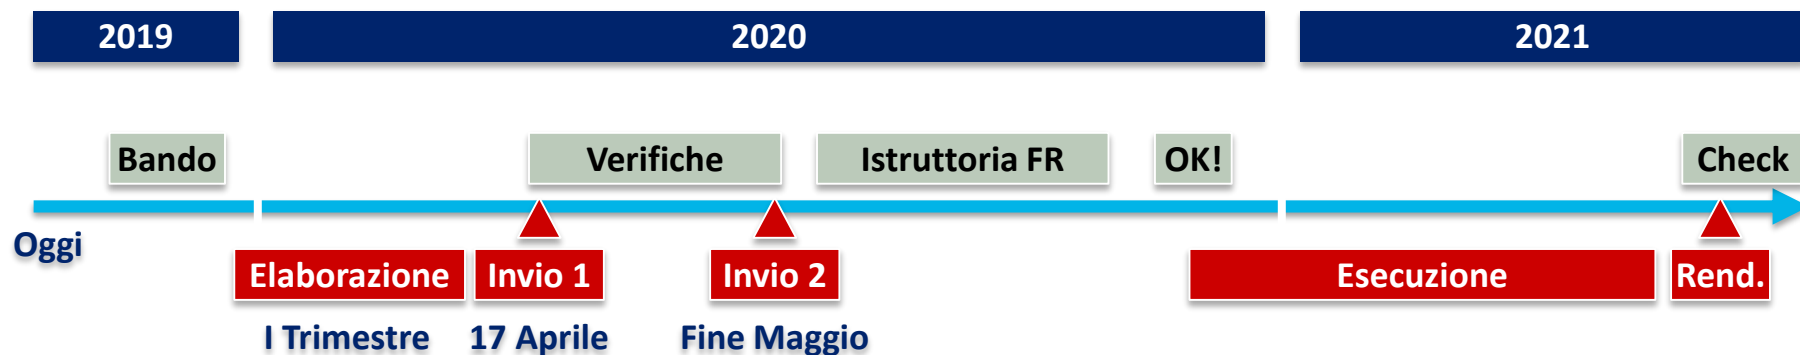 2019 2020 2021
Bando Verifiche Istruttoria FR OK! Check
Oggi
Elaborazione Invio 1 Invio 2 Esecuzione Rend.
I Trimestre 17 Aprile Fine Maggio